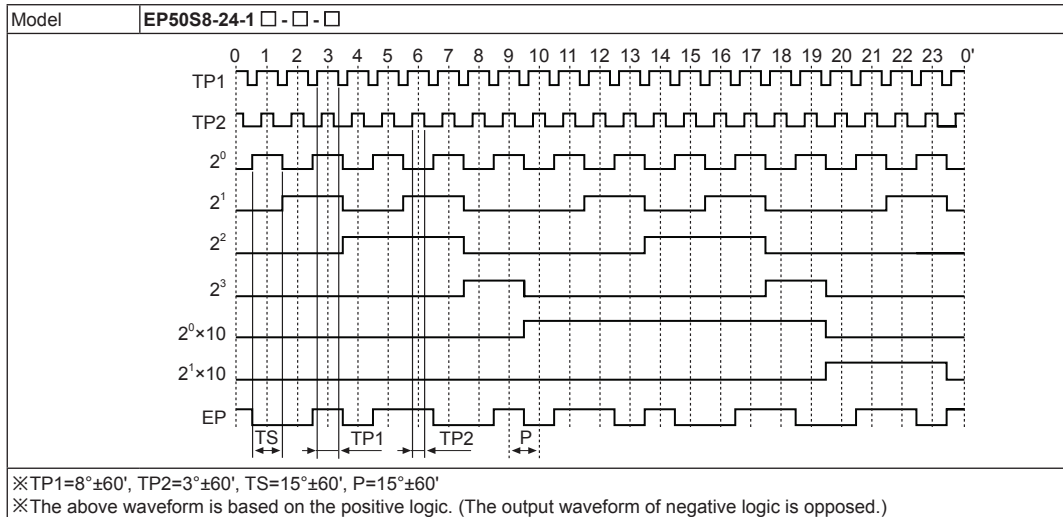 Model EP50S8-24-1 □ - □ - □
0 1 2 3 4 5 6 7 8 9 10 11 12 13 14 15 16 17 18 19 20 21 22 23 0'
TP1
TP2
2⁰
2¹
2²
2³
2⁰×10
2¹×10
EP
TS TP1 TP2 P
※TP1=8°±60', TP2=3°±60', TS=15°±60', P=15°±60'
※The above waveform is based on the positive logic. (The output waveform of negative logic is opposed.)